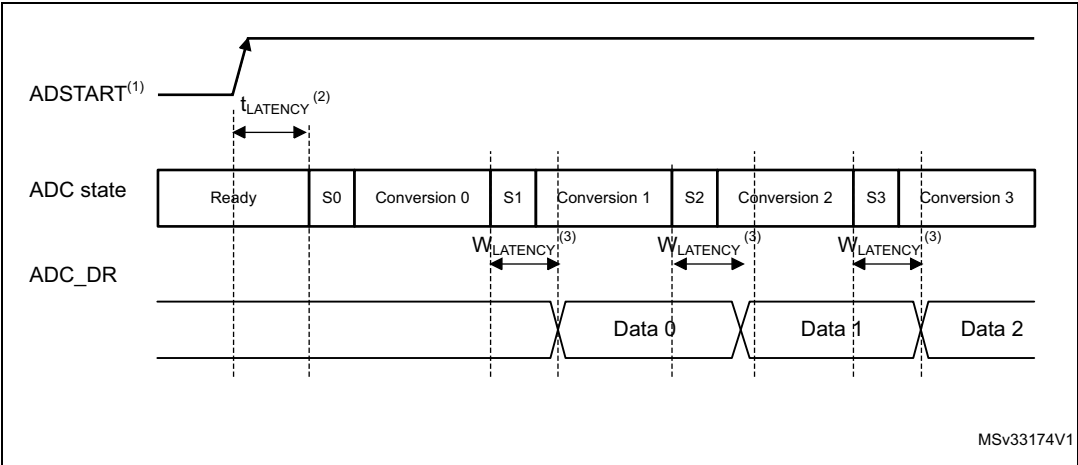 ADSTART(1)
tLATENCY (2)
ADC state
Ready S0 Conversion 0 S1 Conversion 1 S2 Conversion 2 S3 Conversion 3
WLATENCY(3) WLATENCY(3) WLATENCY(3)
ADC_DR
Data 0 Data 1 Data 2
MSv33174V1